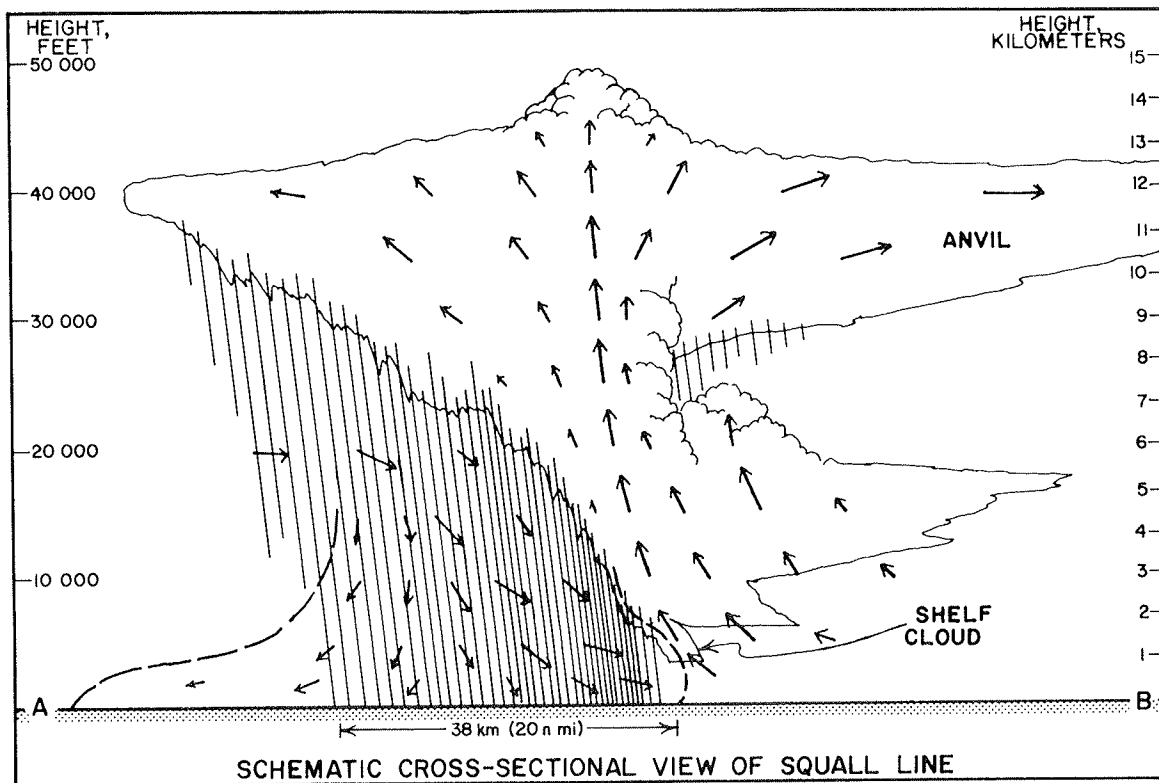 HEIGHT,
FEET
HEIGHT,
KILOMETERS
50 000
40 000
30 000
20 000
10 000
15
14
13
12
11
10
9
8
7
6
5
4
3
2
1
ANVIL
SHELF
CLOUD
A
B
38 km (20 n mi)
SCHEMATIC CROSS-SECTIONAL VIEW OF SQUALL LINE